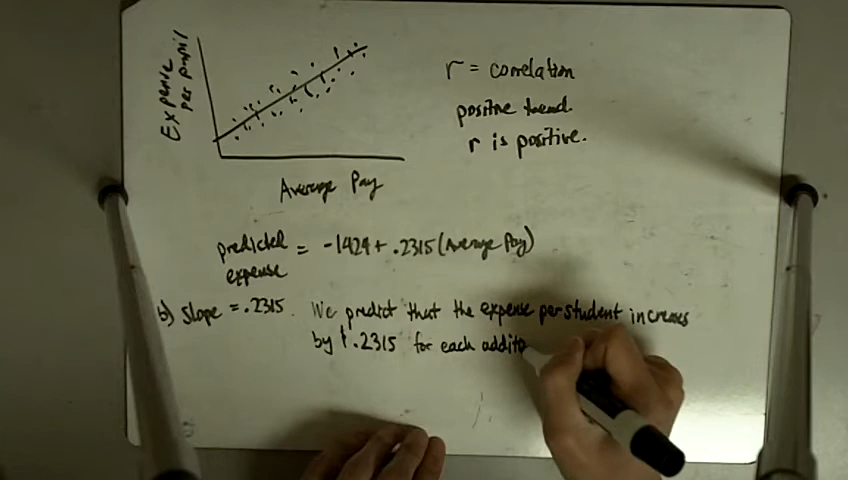 Expense
per pupil
Average Pay
r = correlation
positive trend.
r is positive.
predicted
expense = -1424 + .2315 (Average Pay)
b) slope = .2315. We predict that the expense per student increases
by $.2315 for each additio